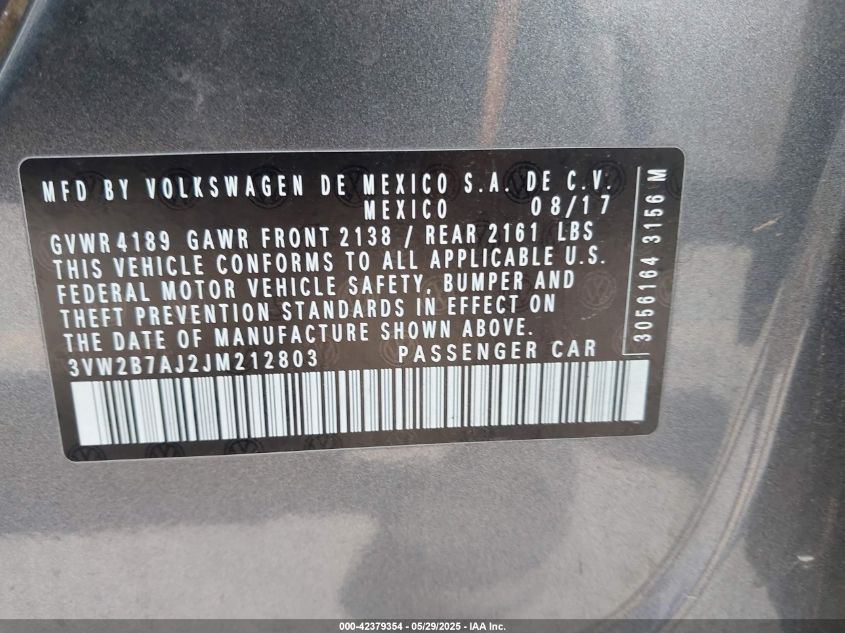 MFD BY VOLKSWAGEN DE MEXICO S.A. DE C.V.
MEXICO 08/17
GVWR 4189 GAWR FRONT 2138 / REAR 2161 LBS
THIS VEHICLE CONFORMS TO ALL APPLICABLE U.S.
FEDERAL MOTOR VEHICLE SAFETY, BUMPER AND
THEFT PREVENTION STANDARDS IN EFFECT ON
THE DATE OF MANUFACTURE SHOWN ABOVE.
3VW2B7AJ2JM212803 PASSENGER CAR
3056164 3156 M
000-42379354 - 05/29/2025 - IAA Inc.